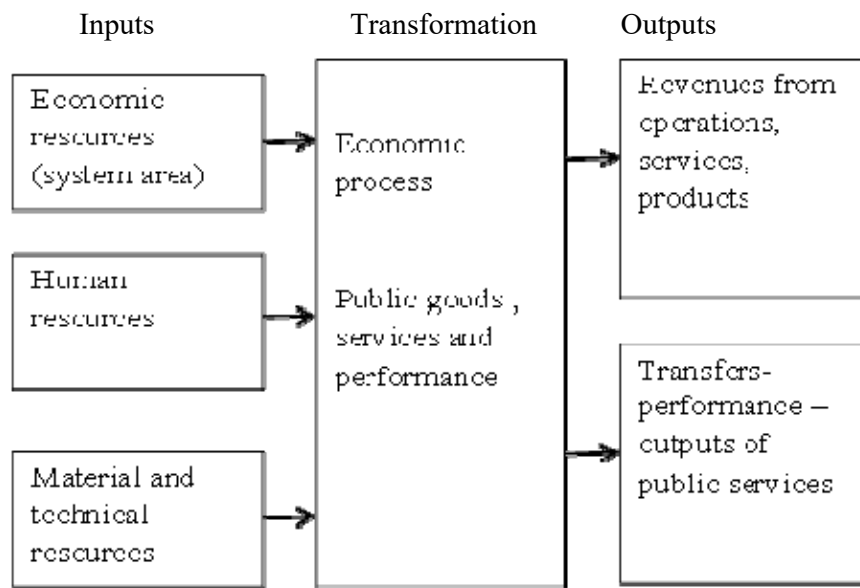 Inputs Transformation Outputs
Economic
resources
(system area)
Human
resources
Material and
technical
resources
Economic
process
Public goods ,
services and
performance
Revenues from
operations,
services,
products
Transfers-
performance –
outputs of
public services